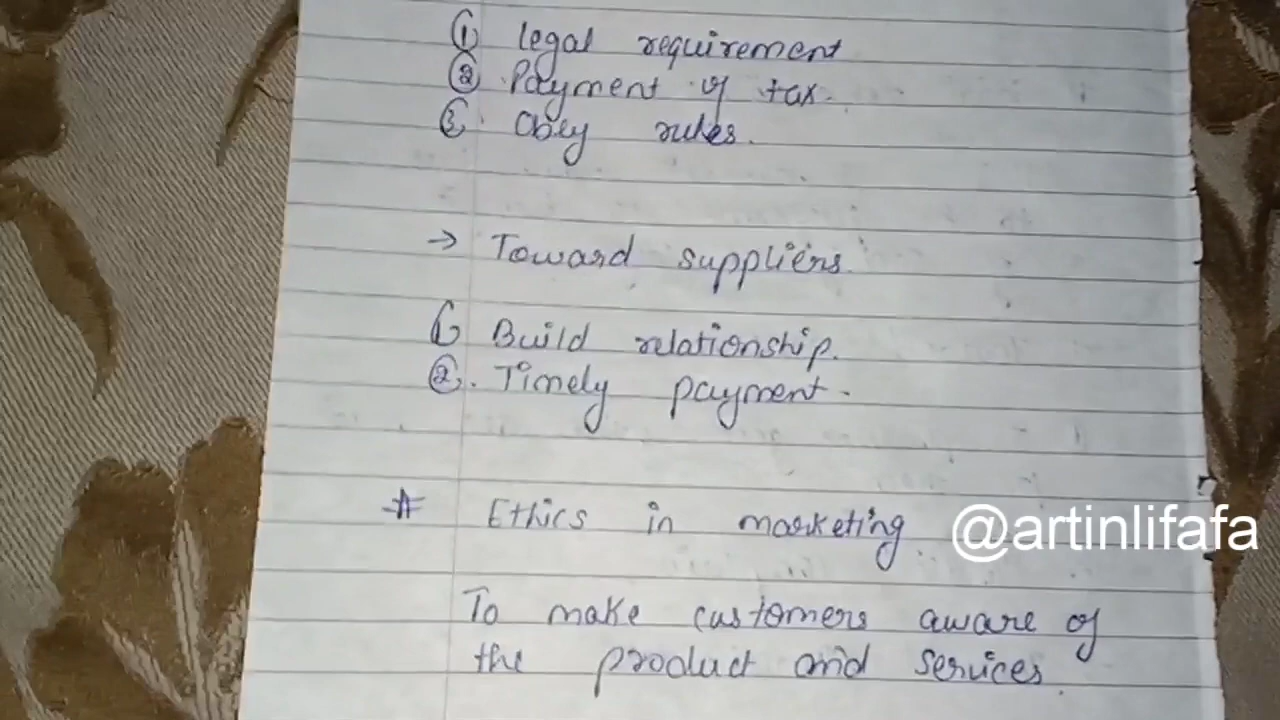 ① legal requirement
② Payment of tax.
③ Obey rules.
→ Toward suppliers
① Build relationship.
②. Timely payment.
# Ethics in marketing
@artinlifafa
To make customers aware of
the product and services.